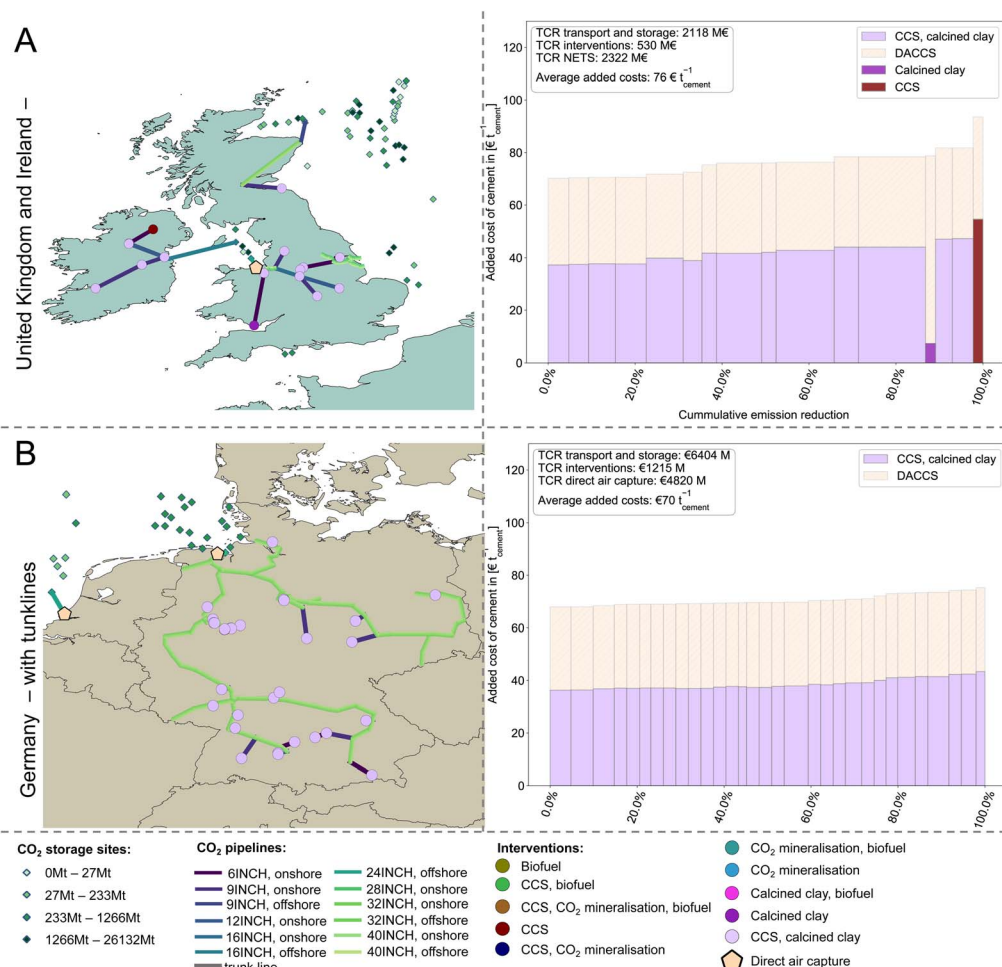 A
United Kingdom and Ireland –
TCR transport and storage: 2118 M€
TCR interventions: 530 M€
TCR NETS: 2322 M€
Average added costs: 76 € t⁻¹cement
CCS, calcined clay
DACCS
Calcined clay
CCS
Added cost of cement in [€ t⁻¹cement]
120
100
80
60
40
20
0
0.0%
20.0%
40.0%
60.0%
80.0%
100.0%
Cummulative emission reduction
B
Germany – with tunklines
TCR transport and storage: €6404 M
TCR interventions: €1215 M
TCR direct air capture: €4820 M
Average added costs: €70 t⁻¹cement
CCS, calcined clay
DACCS
Added cost of cement in [€ t⁻¹cement]
120
100
80
60
40
20
0
0.0%
20.0%
40.0%
60.0%
80.0%
100.0%
CO₂ storage sites:
0Mt – 27Mt
27Mt – 233Mt
233Mt – 1266Mt
1266Mt – 26132Mt
CO₂ pipelines:
6INCH, onshore
9INCH, onshore
9INCH, offshore
12INCH, onshore
16INCH, onshore
16INCH, offshore
trunk line
24INCH, offshore
28INCH, onshore
32INCH, onshore
32INCH, offshore
40INCH, onshore
40INCH, offshore
Interventions:
Biofuel
CCS, biofuel
CCS, CO₂ mineralisation, biofuel
CCS
CCS, CO₂ mineralisation
CO₂ mineralisation, biofuel
CO₂ mineralisation
Calcined clay, biofuel
Calcined clay
CCS, calcined clay
Direct air capture